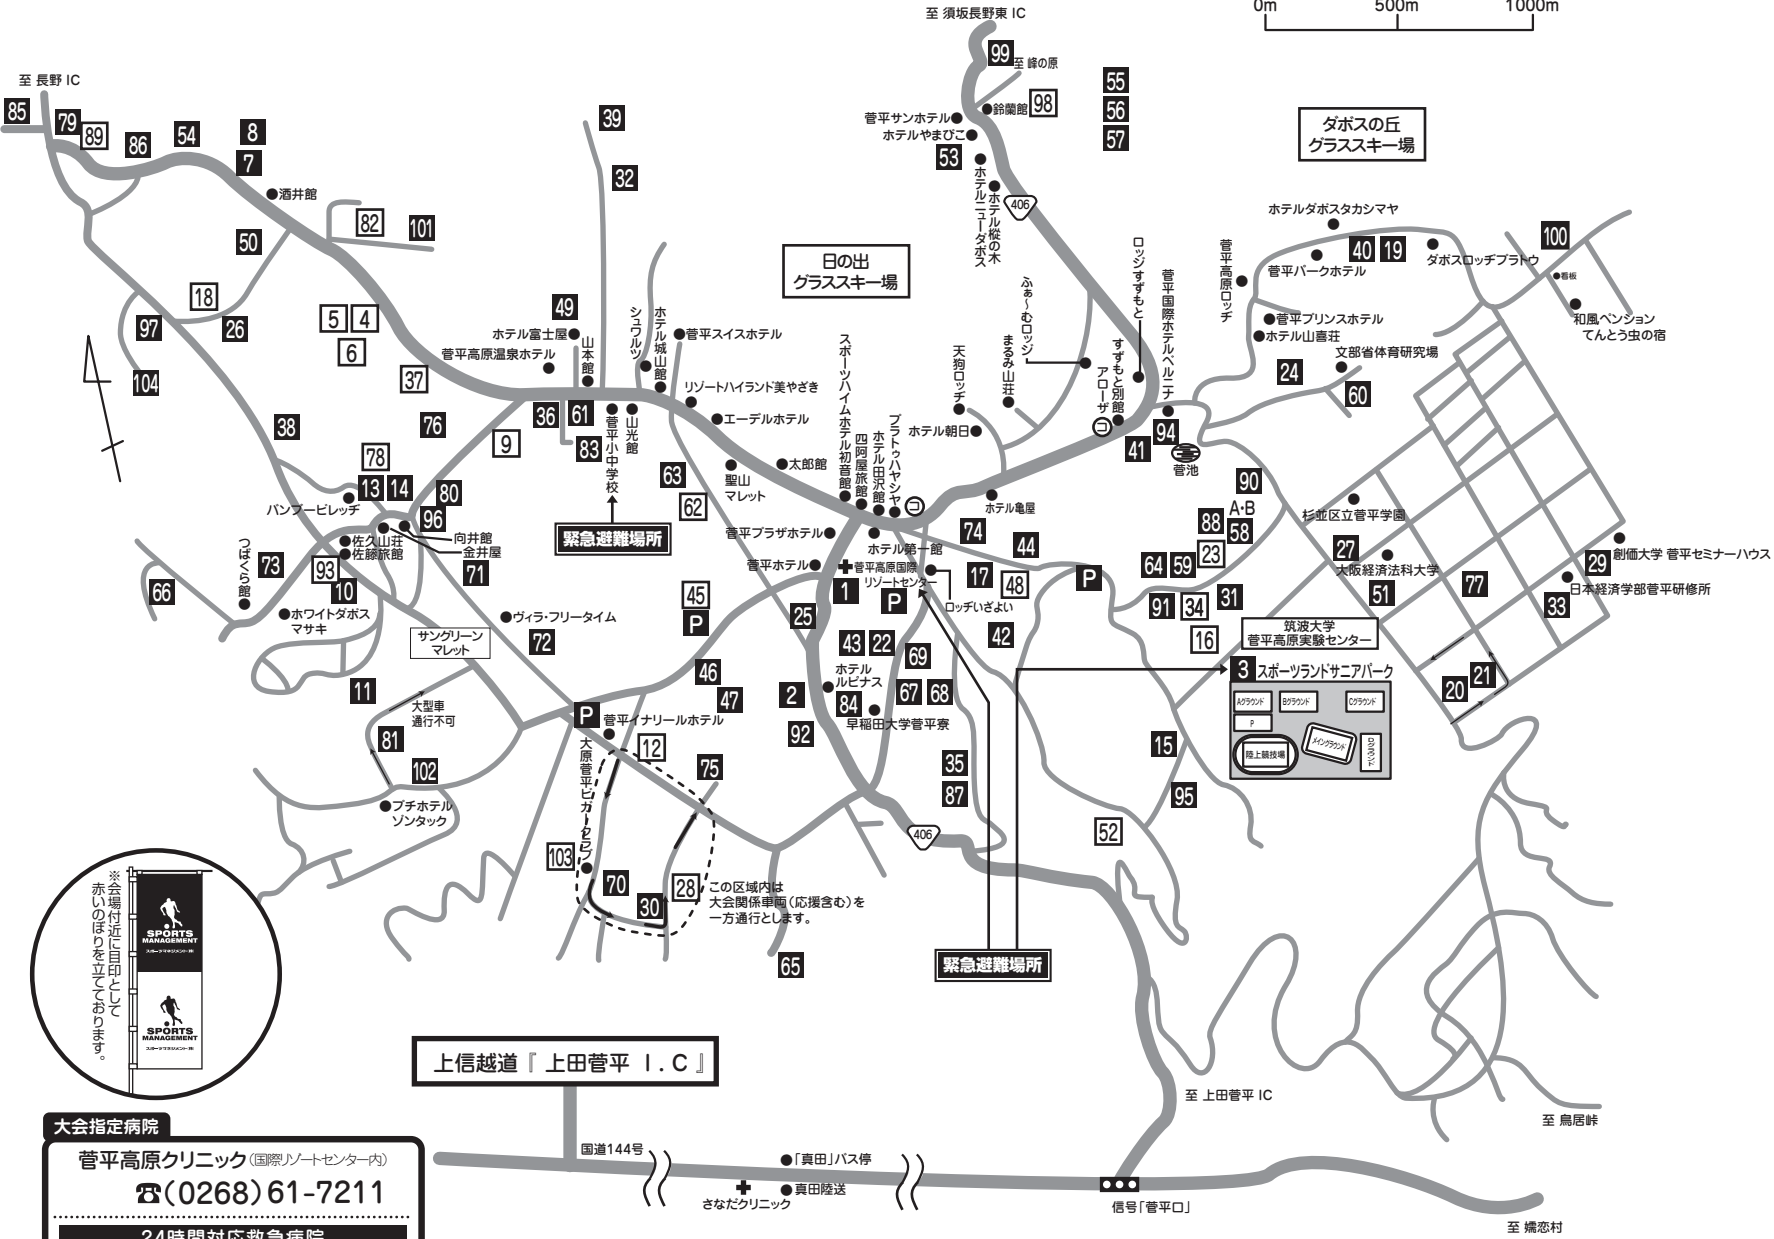 至 須坂長野東 IC
0m
500m
1000m
99
至 峰の原
至 長野 IC
85
79
89
86
54
8
7
酒井館
39
32
菅平サンホテル
鈴蘭館
98
ホテルやまびこ
53
ホテルニューダボス
ホテル樅の木
406
55
56
57
ダボスの丘
グラススキー場
82
101
50
18
26
97
104
5
4
6
37
49
日の出
グラススキー場
ホテル富士屋
菅平高原温泉ホテル
山本館
シュワルツ
ホテル城山館
菅平スイスホテル
リゾートハイランド美やざき
エーデルホテル
36
61
83
菅平小中学校
山光館
聖山
マレット
太郎館
63
62
緊急避難場所
スポーツハイムホテル初音館
四阿屋旅館
ホテル田沢館
プラトゥハヤシヤ
天狗ロッヂ
ホテル朝日
まるみ山荘
ふぁ〜むロッジ
アローザ
すずもと別館
ロッジすずもと
菅平国際ホテルベルニナ
コ
コ
41
94
菅池
ホテルダボスタカシマヤ
40
19
菅平パークホテル
ダボスロッヂプラトウ
菅平高原ロッヂ
菅平プリンスホテル
ホテル山喜荘
文部省体育研究場
24
60
100
看板
和風ペンション
てんとう虫の宿
38
76
9
78
13
14
80
96
バンブービレッヂ
佐久山荘
佐藤旅館
向井館
金井屋
71
93
10
つばくら館
73
66
ホワイトダボス
マサキ
サングリーン
マレット
ヴィラ・フリータイム
72
45
P
菅平プラザホテル
菅平ホテル
ホテル第一館
菅平高原国際
リゾートセンター
1
P
ホテル亀屋
74
44
17
48
ロッヂいざよい
P
42
90
A・B
88
58
23
64
59
91
34
31
16
杉並区立菅平学園
27
大阪経済法科大学
51
77
創価大学 菅平セミナーハウス
29
日本経済学部菅平研修所
33
筑波大学
菅平高原実験センター
3
スポーツランドサニアパーク
Aグラウンド
Bグラウンド
Cグラウンド
P
陸上競技場
メイングラウンド
20
21
25
43
22
69
ホテル
ルピナス
84
67
68
早稲田大学菅平寮
2
92
46
47
11
大型車
通行不可
81
102
プチホテル
ゾンタック
P
菅平イナリールホテル
大原菅平ビガークラブ
12
75
103
70
30
28
この区域内は
大会関係車両(応援含む)を
一方通行とします。
65
35
87
406
15
95
52
緊急避難場所
※会場付近に目印として
赤いのぼりを立てております。
SPORTS
MANAGEMENT
スポーツマネジメント㈱
SPORTS
MANAGEMENT
スポーツマネジメント㈱
上信越道『 上田菅平 I.C 』
至 上田菅平 IC
至 鳥居峠
国道144号
「真田」バス停
真田陸送
さなだクリニック
信号「菅平口」
至 嬬恋村
大会指定病院
菅平高原クリニック(国際リゾートセンター内)
☎(0268)61-7211
24時間対応救急病院